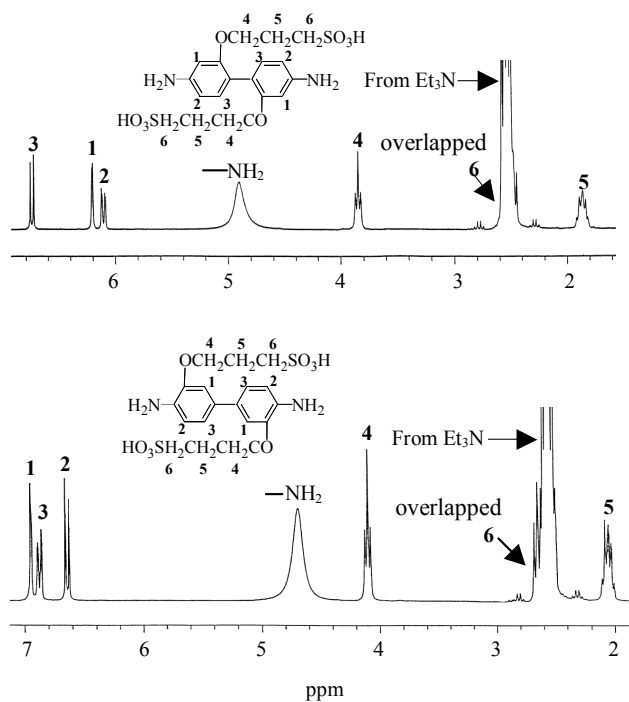 4 5 6
OCH2CH2CH2SO3H
1 3 2
H2N NH2
2 3 1
HO3SH2CH2CH2CO
6 5 4
From Et3N
overlapped
6
3 1 2 NH2 4 5
6 5 4 3 2
4 5 6
OCH2CH2CH2SO3H
1 3 2
H2N NH2
2 3 1
HO3SH2CH2CH2CO
6 5 4
From Et3N
overlapped
6
1 3 2 NH2 4 5
7 6 5 4 3 2
ppm